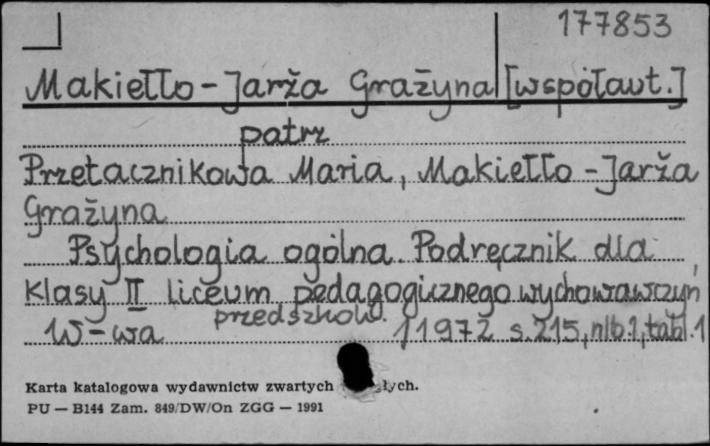 177853
Makiełło-Jarża Grażyna [współaut.]
patrz
Przetacznikowa Maria, Makiełło-Jarża
Grażyna
Psychologia ogólna. Podręcznik dla
klasy II liceum pedagogicznego wychowawczyń
przedszkoli.
W-wa 1972 s. 215, nlb. 1, tabl. 1
Karta katalogowa wydawnictw zwartych
PU — B144 Zam. 849/DW/On ZGG — 1991